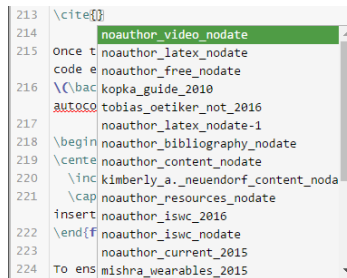 213 \cite{}
214 noauthor_video_nodate
215 Once t noauthor_latex_nodate
code e noauthor_free_nodate
216 \(\bac kopka_guide_2010
autoco tobias_oetiker_not_2016
217 noauthor_latex_nodate-1
218 \begin noauthor_bibliography_nodate
219 \cente noauthor_content_nodate
220 \inc kimberly_a._neuendorf_content_noda
221 \cap noauthor_resources_nodate
insert noauthor_iswc_2016
222 \end{f noauthor_iswc_nodate
223 noauthor_current_2015
224 To ens mishra_wearables_2015